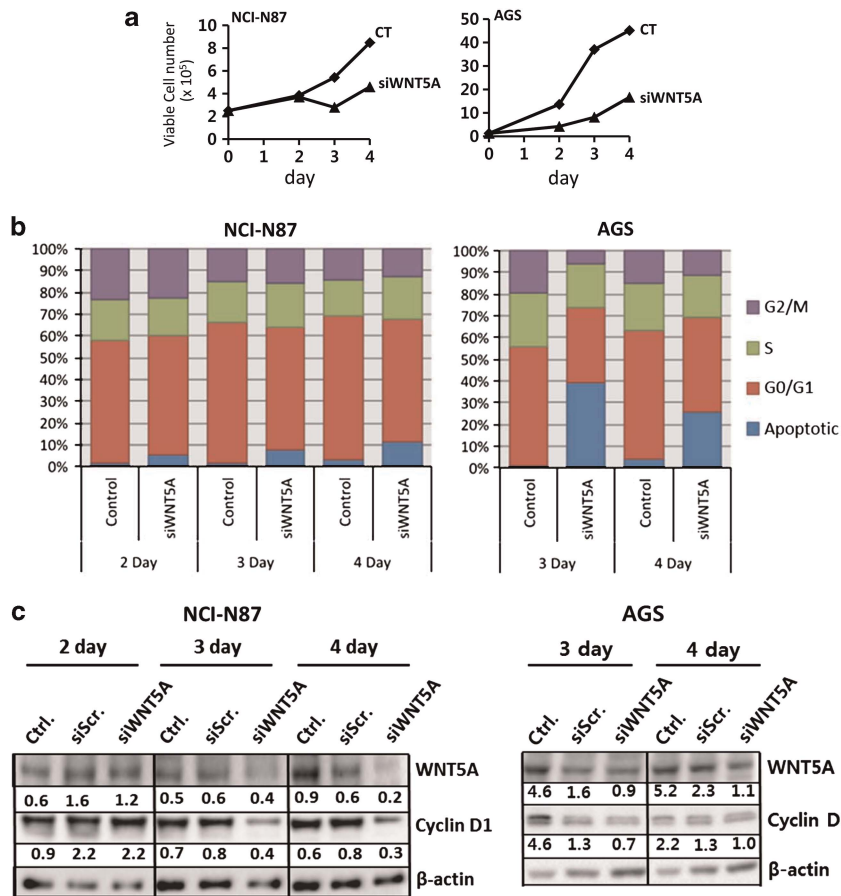 a
NCI-N87
Viable Cell number
(x 10⁵)
10
8
6
4
2
0
0 1 2 3 4
day
CT
siWNT5A
AGS
50
40
30
20
10
0
0 1 2 3 4
day
CT
siWNT5A
b
NCI-N87
100%
90%
80%
70%
60%
50%
40%
30%
20%
10%
0%
Control siWNT5A Control siWNT5A Control siWNT5A
2 Day 3 Day 4 Day
AGS
100%
90%
80%
70%
60%
50%
40%
30%
20%
10%
0%
Control siWNT5A Control siWNT5A
3 Day 4 Day
G2/M
S
G0/G1
Apoptotic
c
NCI-N87
2 day 3 day 4 day
Ctrl. siScr. siWNT5A Ctrl. siScr. siWNT5A Ctrl. siScr. siWNT5A
WNT5A
0.6 1.6 1.2 0.5 0.6 0.4 0.9 0.6 0.2
Cyclin D1
0.9 2.2 2.2 0.7 0.8 0.4 0.6 0.8 0.3
β-actin
AGS
3 day 4 day
Ctrl. siScr. siWNT5A Ctrl. siScr. siWNT5A
WNT5A
4.6 1.6 0.9 5.2 2.3 1.1
Cyclin D
4.6 1.3 0.7 2.2 1.3 1.0
β-actin